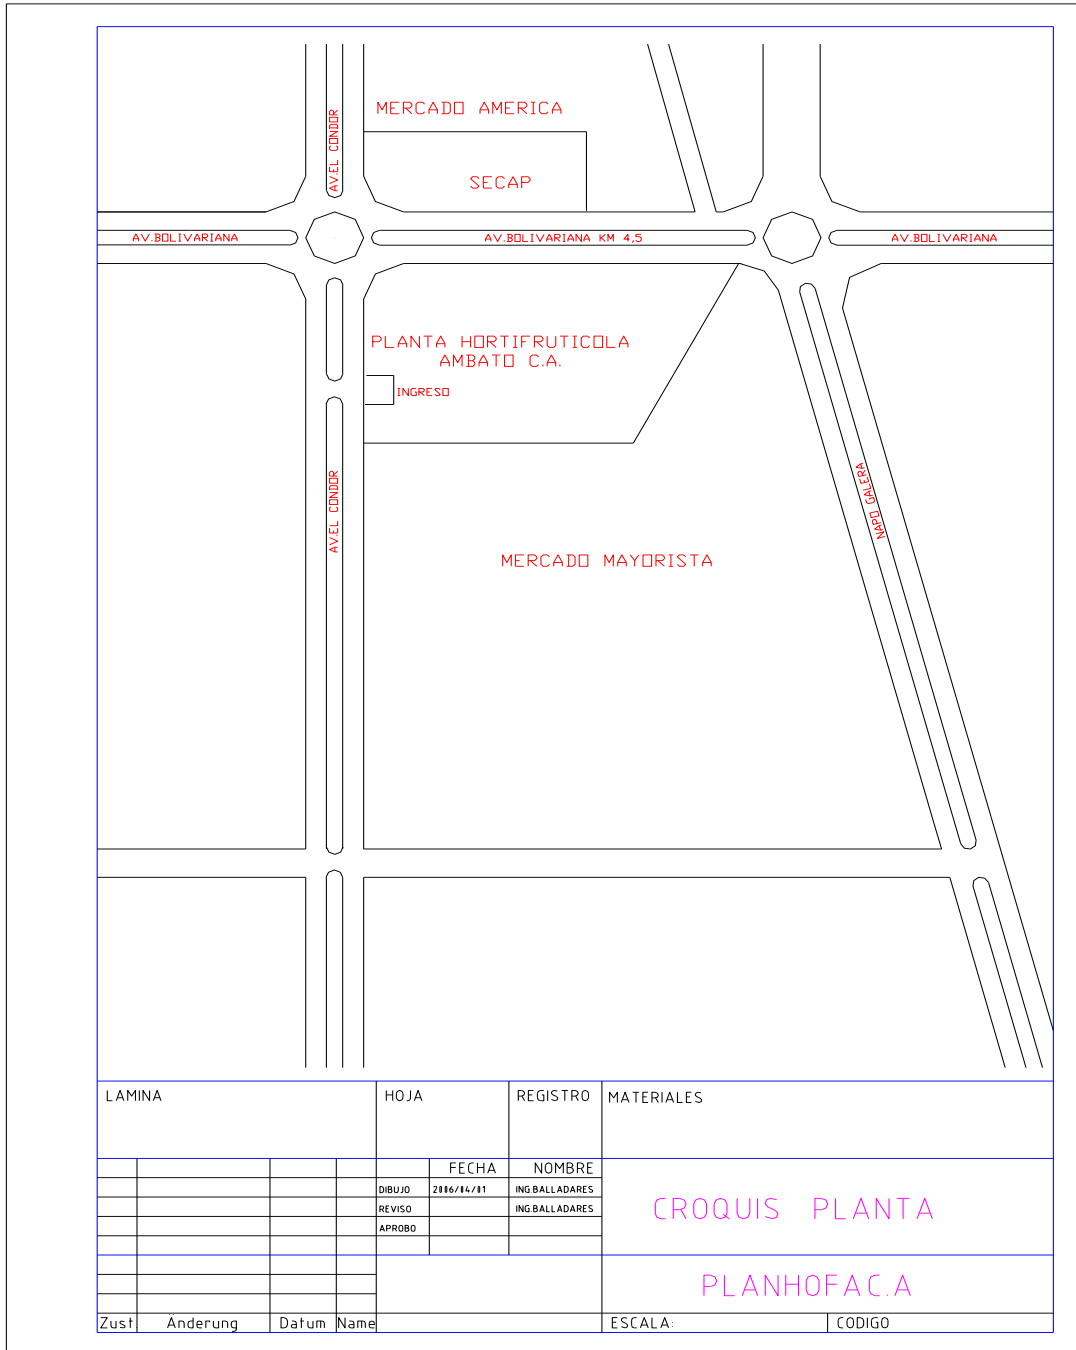 MERCADO AMERICA
AV.EL CONDOR
SECAP
AV.BOLIVARIANA
AV.BOLIVARIANA KM 4,5
AV.BOLIVARIANA
PLANTA HORTIFRUTICOLA
AMBATO C.A.
INGRESO
AV.EL CONDOR
NAPO GALERA
MERCADO MAYORISTA
LAMINA HOJA REGISTRO MATERIALES
FECHA NOMBRE
DIBUJO 2006/04/01 ING.BALLADARES
REVISO ING.BALLADARES
APROBO
CROQUIS PLANTA
PLANHOFA C.A
Zust. Änderung Datum Name ESCALA: CODIGO